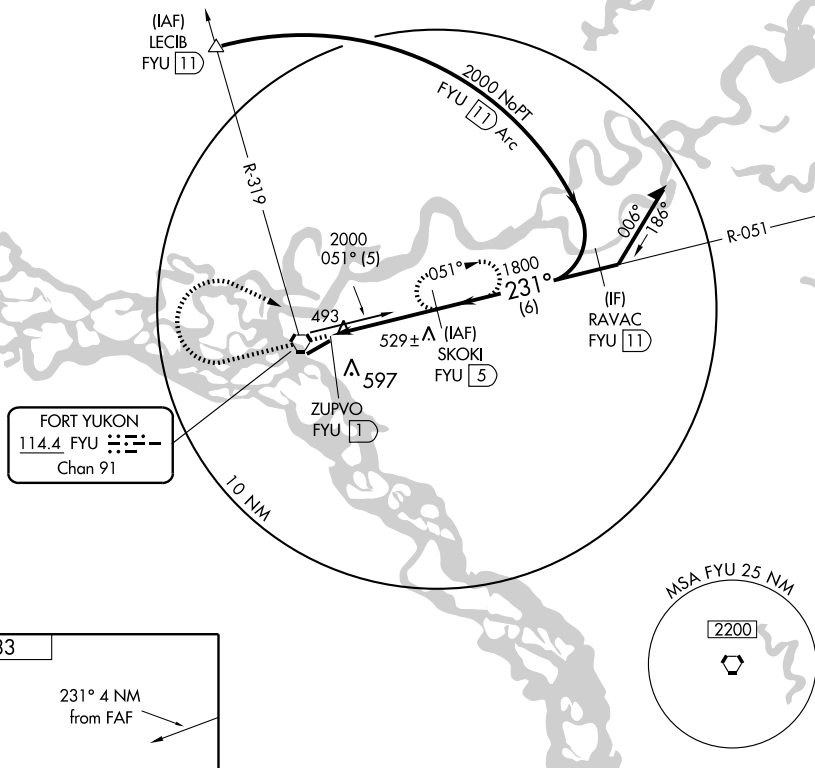 (IAF)
LECIB
FYU 11
2000 NoPT
FYU 11 Arc
R-319
006°
186°
R-051
2000
051° (5)
051°
1800
231°
(6)
(IF)
RAVAC
FYU 11
493
529± (IAF)
SKOKI
FYU 5
597
ZUPVO
FYU 1
FORT YUKON
114.4 FYU
Chan 91
10 NM
MSA FYU 25 NM
2200
33
231° 4 NM
from FAF